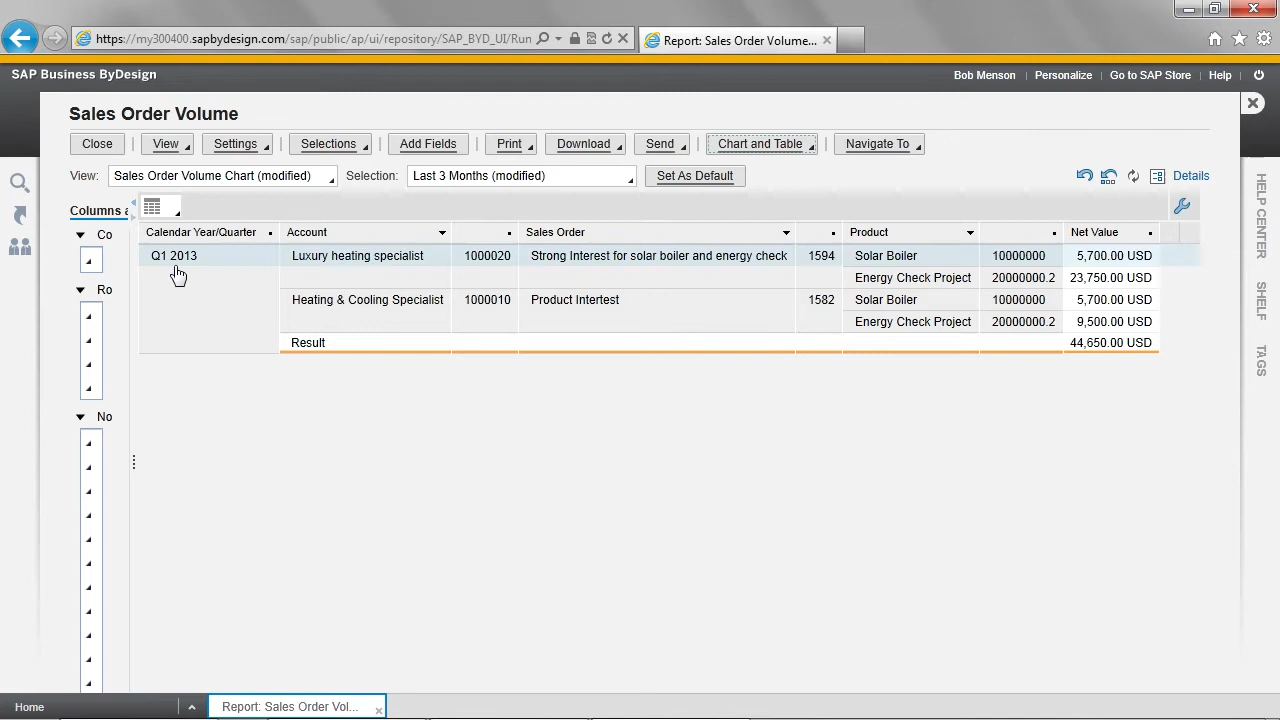 https://my300400.sapbydesign.com/sap/public/ap/ui/repository/SAP_BYD_UI/Run
Report: Sales Order Volume...
SAP Business ByDesign
Bob Menson
Personalize
Go to SAP Store
Help
Sales Order Volume
Close
View
Settings
Selections
Add Fields
Print
Download
Send
Chart and Table
Navigate To
View:
Sales Order Volume Chart (modified)
Selection:
Last 3 Months (modified)
Set As Default
Details
Columns a
Co
Ro
No
Calendar Year/Quarter Account Sales Order Product Net Value
Q1 2013 Luxury heating specialist 1000020 Strong Interest for solar boiler and energy check 1594 Solar Boiler 10000000 5,700.00 USD
Energy Check Project 20000000.2 23,750.00 USD
Heating & Cooling Specialist 1000010 Product Intertest 1582 Solar Boiler 10000000 5,700.00 USD
Energy Check Project 20000000.2 9,500.00 USD
Result 44,650.00 USD
HELP CENTER
SHELF
TAGS
Home
Report: Sales Order Vol...